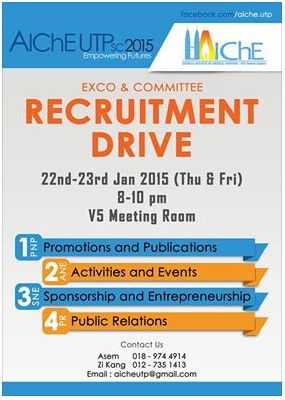 facebook.com/aiche.utp
AIChE UTP SC 2015
Empowering Futures
AIChE
EXCO & COMMITTEE
RECRUITMENT
DRIVE
22nd-23rd Jan 2015 (Thu & Fri)
8-10 pm
V5 Meeting Room
1 PNP Promotions and Publications
2 ANE Activities and Events
3 SNE Sponsorship and Entrepreneurship
4 PR Public Relations
Contact Us
Asem 018 - 974 4914
Zi Kang 012 - 735 1413
Email : aicheutp@gmail.com